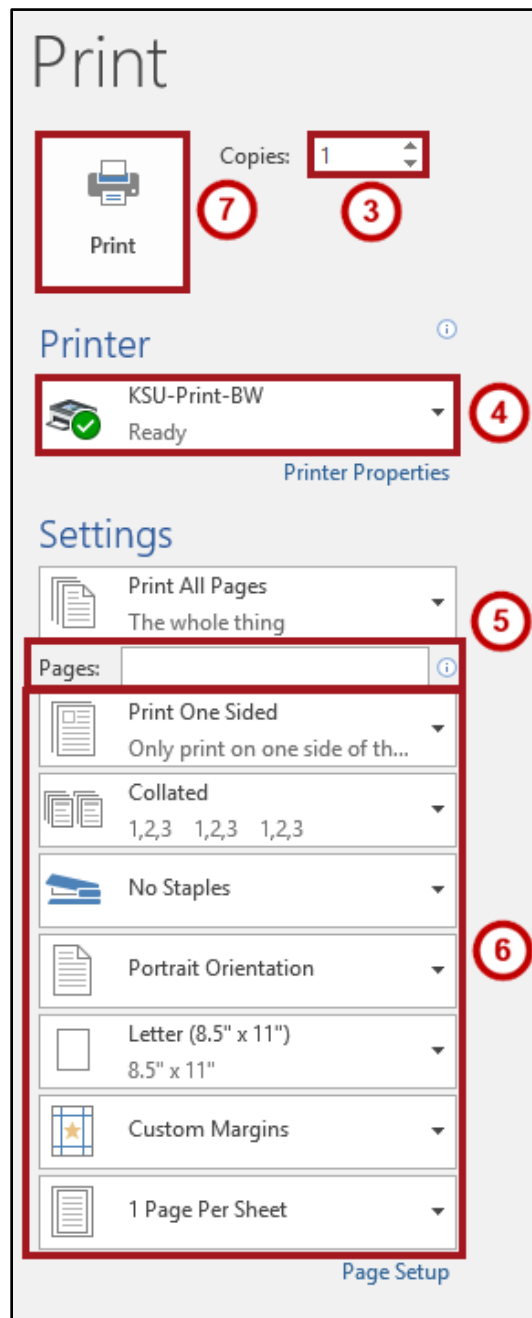 Print
Copies: 1
Print
7
3
Printer
KSU-Print-BW
Ready
4
Printer Properties
Settings
Print All Pages
The whole thing
5
Pages:
Print One Sided
Only print on one side of th...
Collated
1,2,3 1,2,3 1,2,3
No Staples
6
Portrait Orientation
Letter (8.5" x 11")
8.5" x 11"
Custom Margins
1 Page Per Sheet
Page Setup